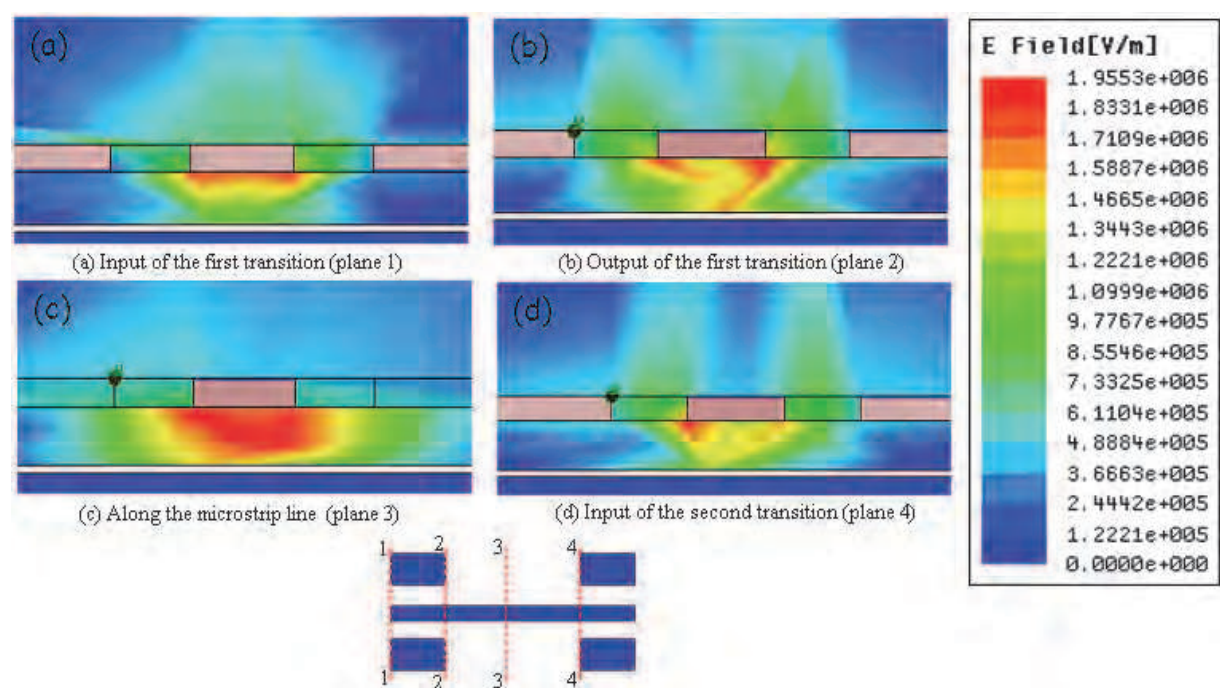 (a)
(b)
(a) Input of the first transition (plane 1)
(b) Output of the first transition (plane 2)
(c)
(d)
(c) Along the microstrip line (plane 3)
(d) Input of the second transition (plane 4)
E Field[V/m]
1.9553e+006
1.8331e+006
1.7109e+006
1.5887e+006
1.4665e+006
1.3443e+006
1.2221e+006
1.0999e+006
9.7767e+005
8.5546e+005
7.3325e+005
6.1104e+005
4.8884e+005
3.6663e+005
2.4442e+005
1.2221e+005
0.0000e+000
1 2 3 4
1 2 3 4